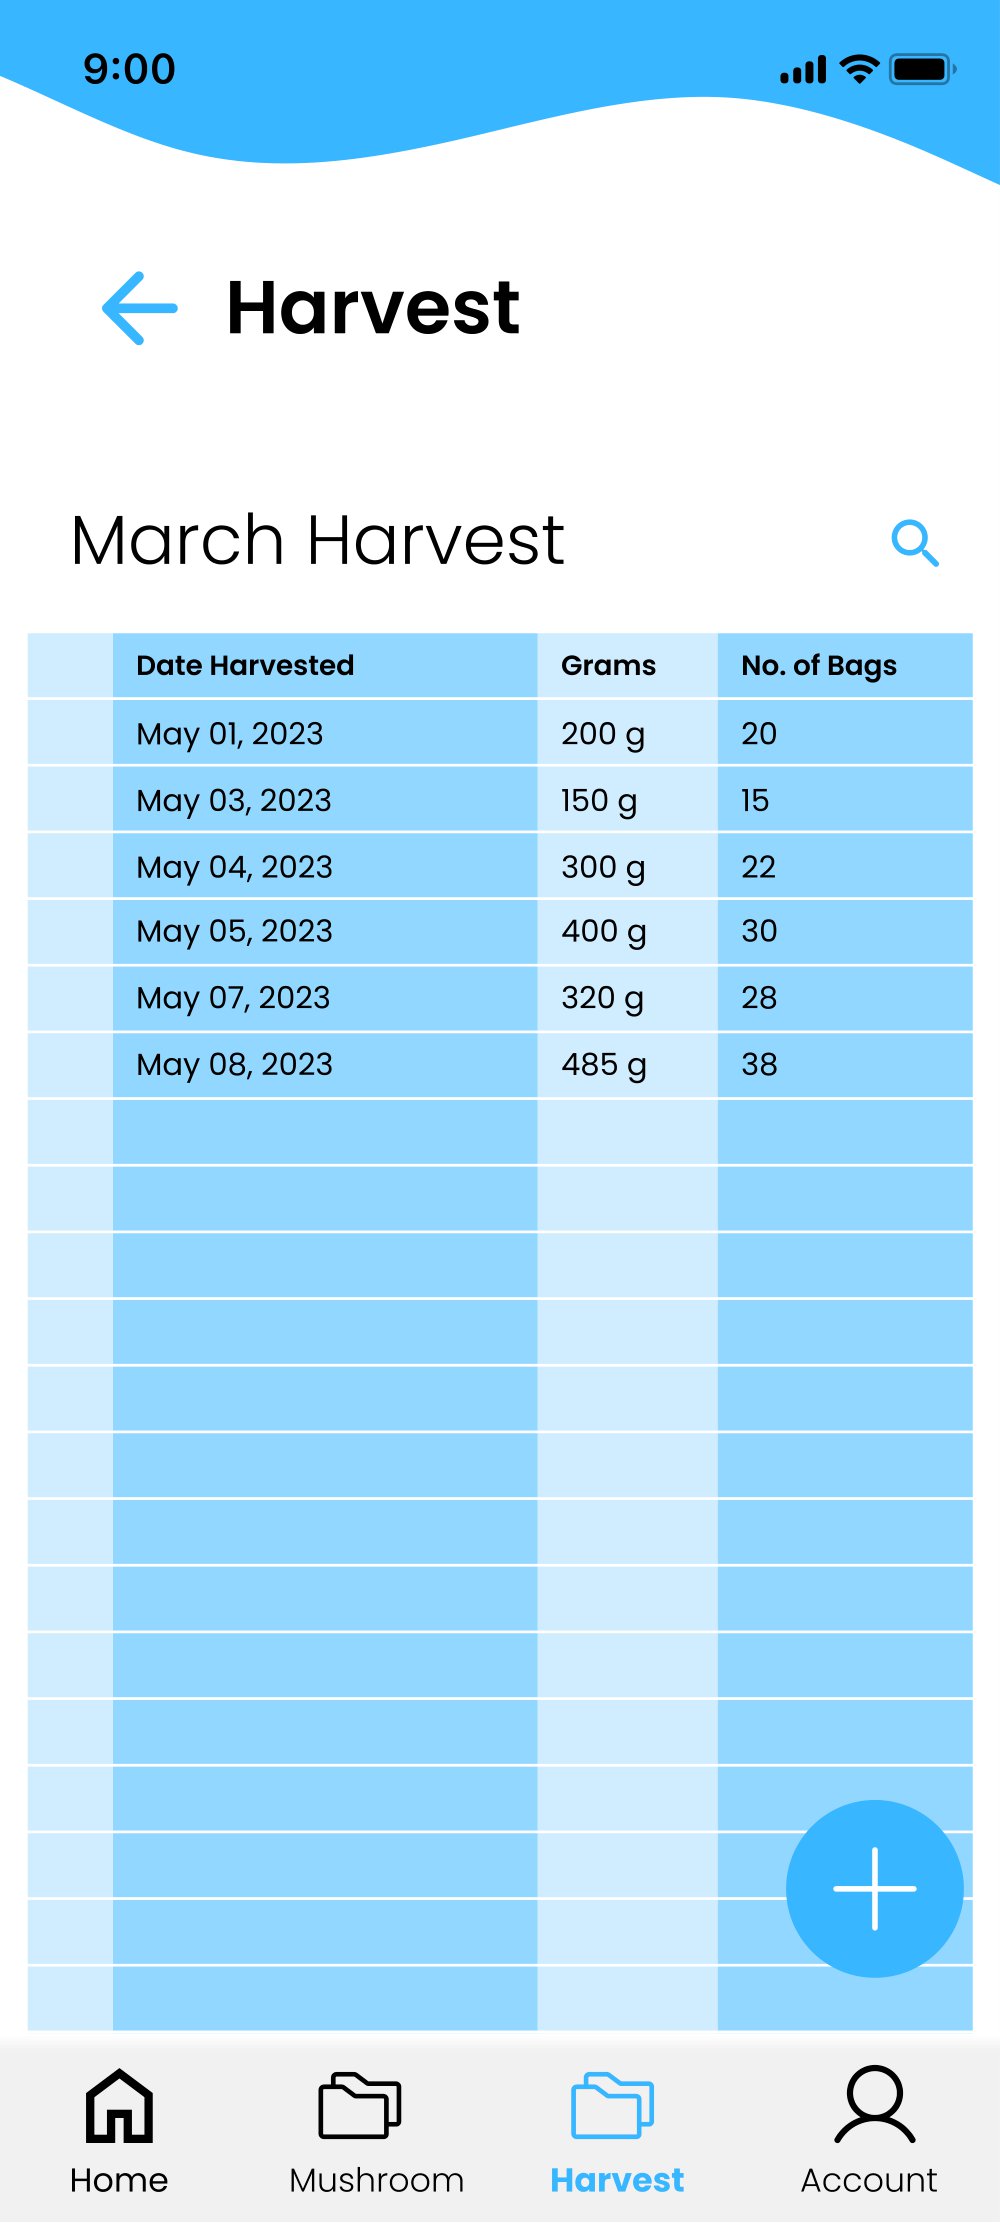 9:00
Harvest
March Harvest
Date Harvested Grams No. of Bags
May 01, 2023 200 g 20
May 03, 2023 150 g 15
May 04, 2023 300 g 22
May 05, 2023 400 g 30
May 07, 2023 320 g 28
May 08, 2023 485 g 38
Home Mushroom Harvest Account